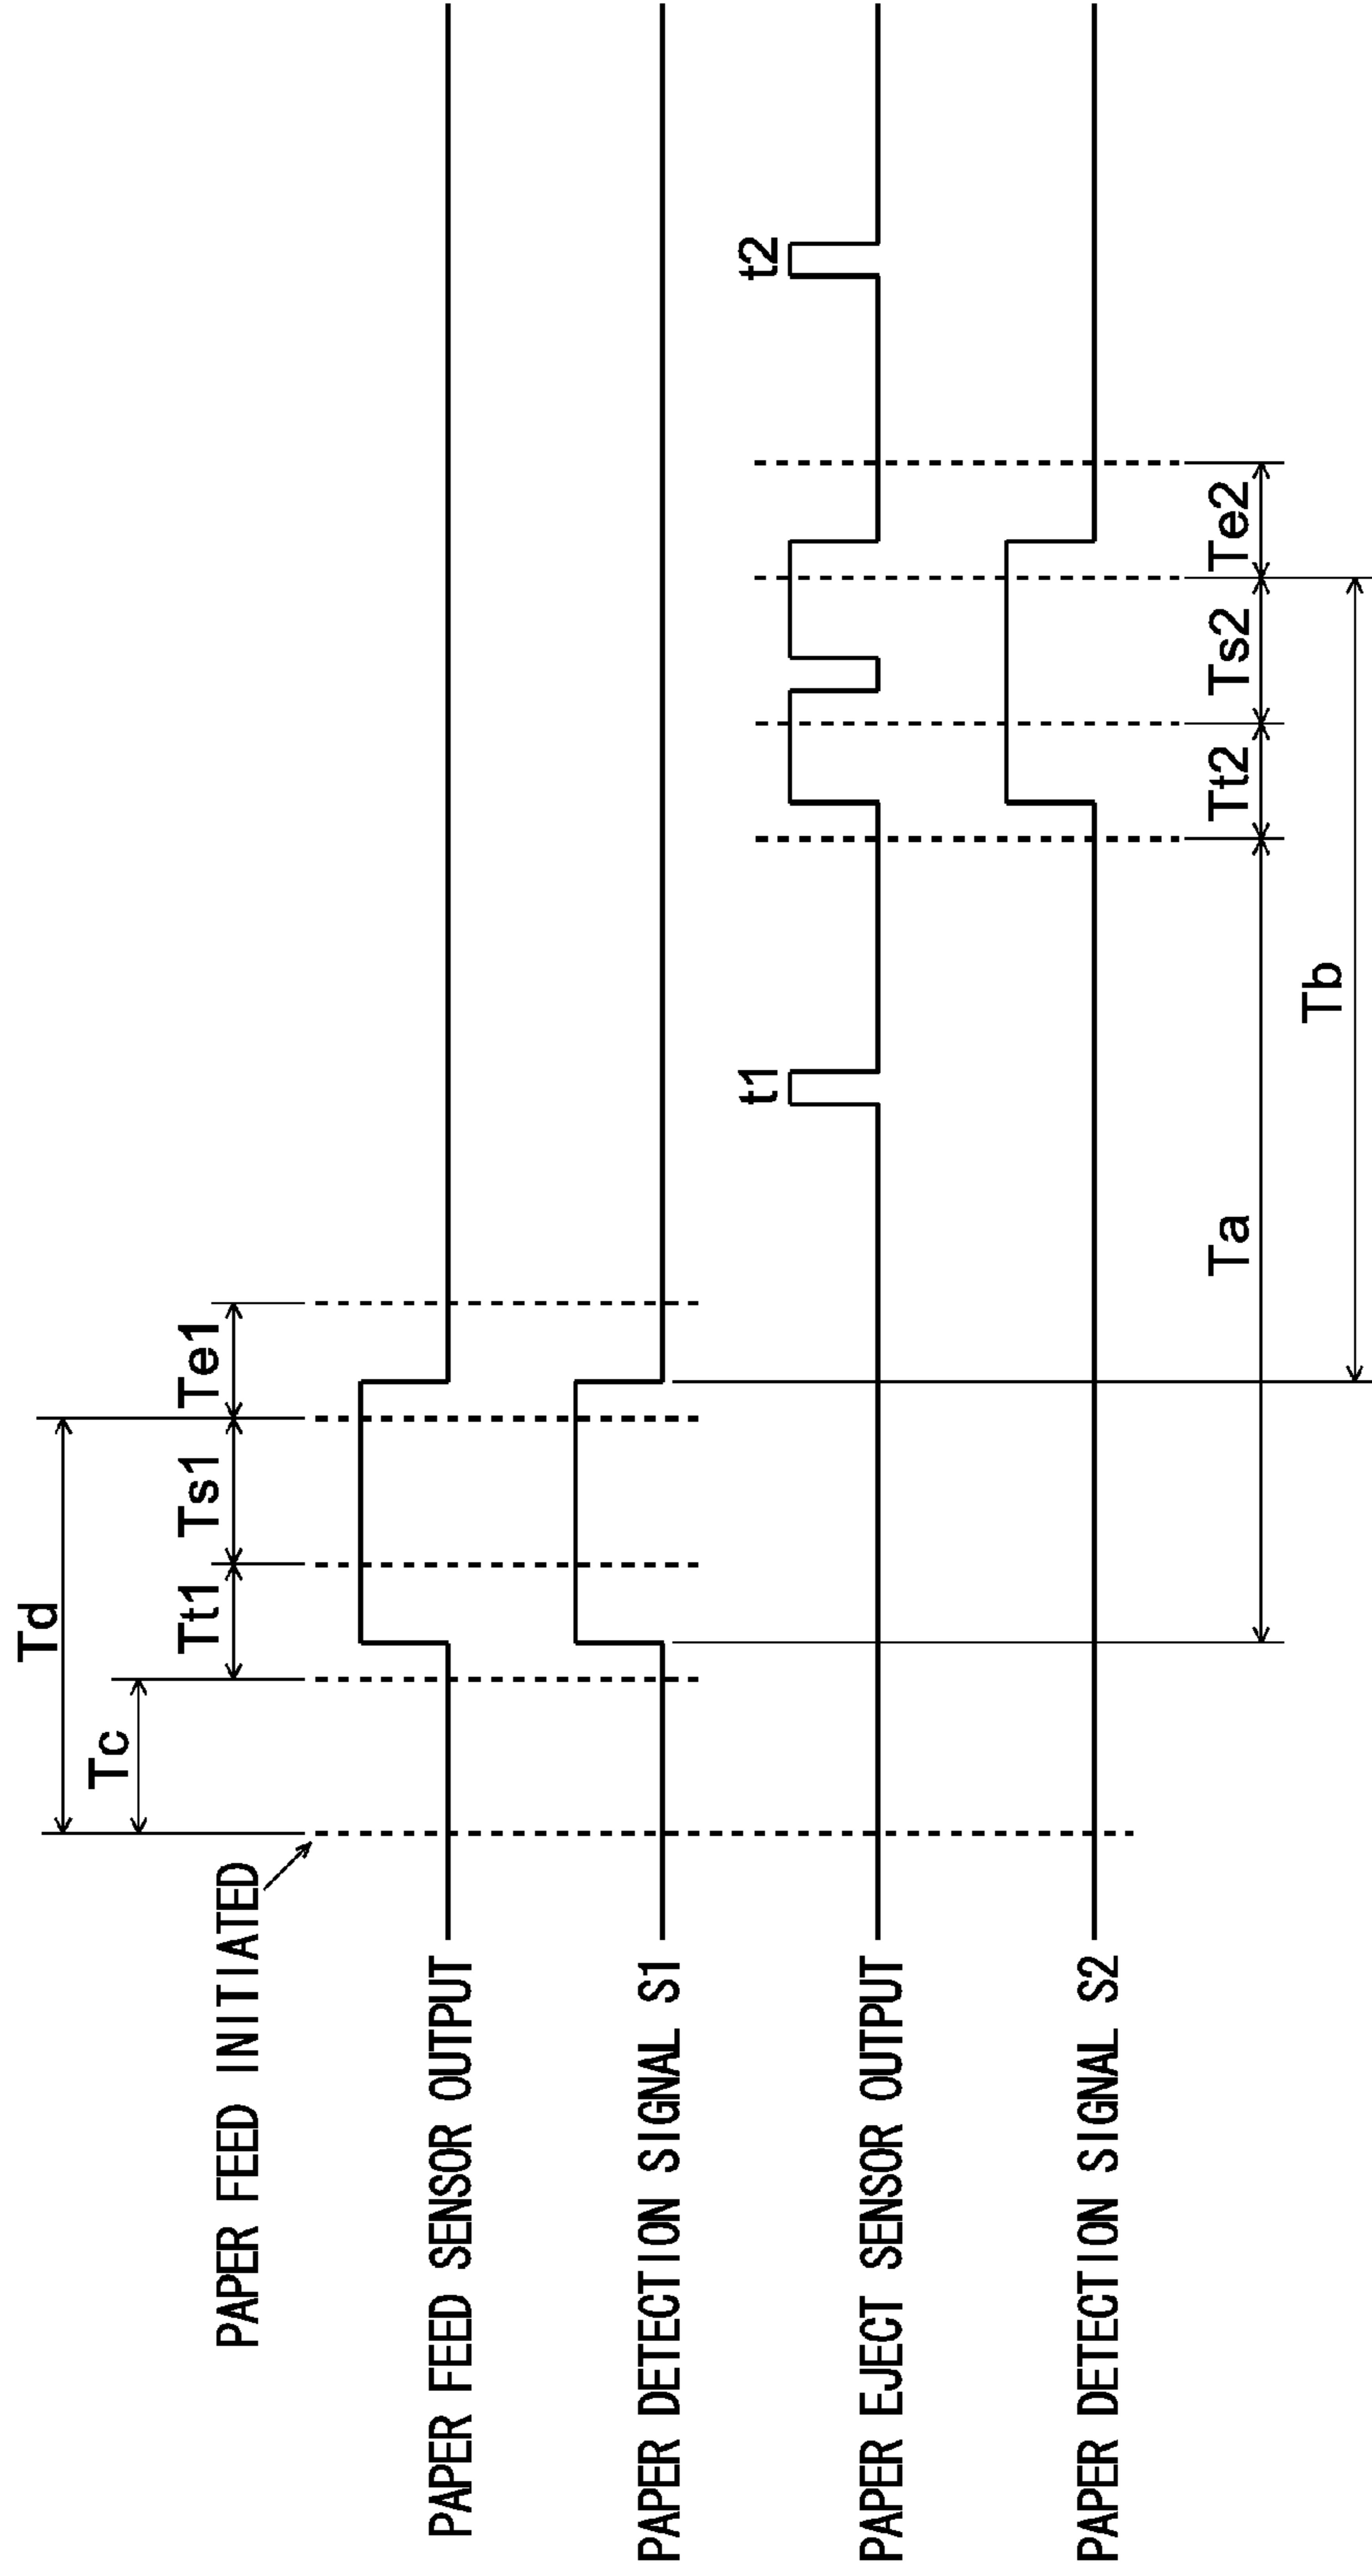 Td
Tc
Tt1 Ts1 Te1
PAPER FEED INITIATED
PAPER FEED SENSOR OUTPUT
PAPER DETECTION SIGNAL S1
t1 t2
PAPER EJECT SENSOR OUTPUT
PAPER DETECTION SIGNAL S2
Ta Tt2 Ts2 Te2
Tb